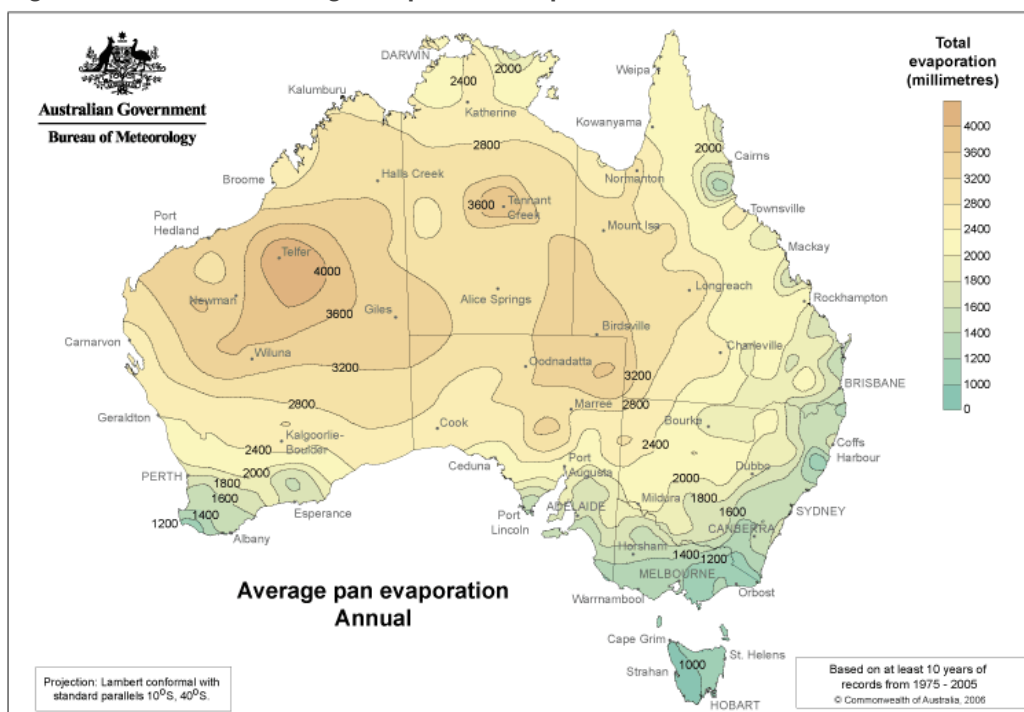 Australian Government
Bureau of Meteorology
Total
evaporation
(millimetres)
4000
3600
3200
2800
2400
2000
1800
1600
1400
1200
1000
0
DARWIN
2400
2000
Katherine
Kalumburu
Weipa
Kowanyama
2800
2000
Cairns
Broome
Halls Creek
Normanton
3600
Tennant
Creek
Townsville
Port
Hedland
Mount Isa
Mackay
Telfer
4000
Newman
3600
Giles
Alice Springs
Longreach
Rockhampton
Carnarvon
Wiluna
3200
Birdsville
Oodnadatta
3200
Charleville
BRISBANE
Geraldton
2800
Kalgoorlie-
Boulder
Cook
Marree
2800
Bourke
2400
Coffs
Harbour
2400
PERTH
2000
1800
1600
1400
1200
Albany
Esperance
Ceduna
Port
Augusta
ADELAIDE
Port
Lincoln
Mildura
2000
1800
1600
Dubbo
SYDNEY
CANBERRA
Horsham
1400
1200
MELBOURNE
Warrnambool
Orbost
Average pan evaporation
Annual
Cape Grim
St. Helens
Strahan
1000
HOBART
Projection: Lambert conformal with
standard parallels 10⁰S, 40⁰S.
Based on at least 10 years of
records from 1975 - 2005
© Commonwealth of Australia, 2006